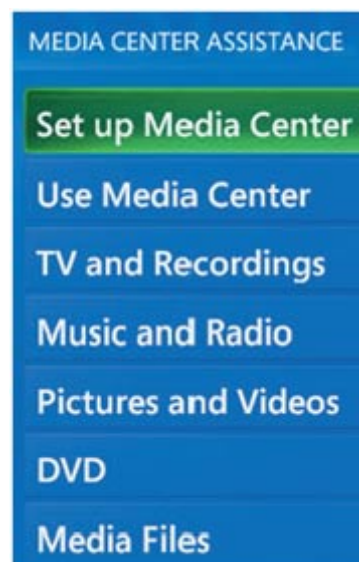 MEDIA CENTER ASSISTANCE
Set up Media Center
Use Media Center
TV and Recordings
Music and Radio
Pictures and Videos
DVD
Media Files